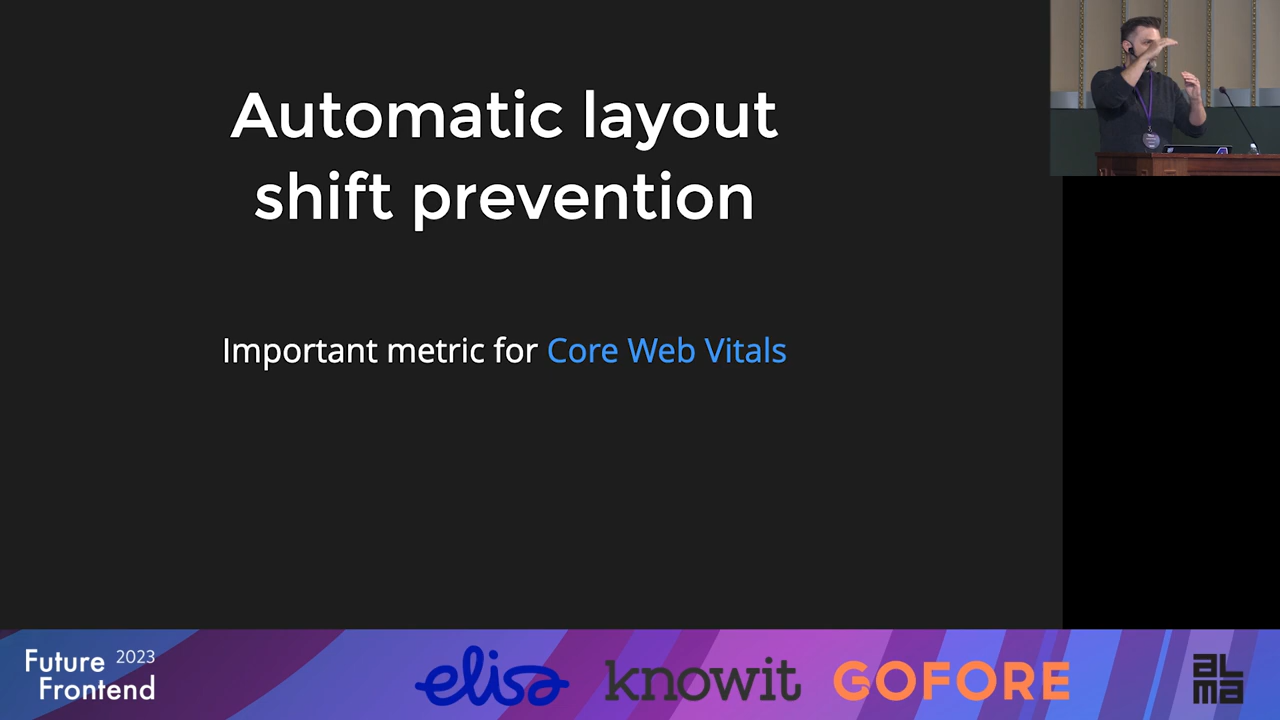 Automatic layout
shift prevention
Important metric for Core Web Vitals
Future 2023
Frontend
elisa
knowit
GOFORE
ALMA